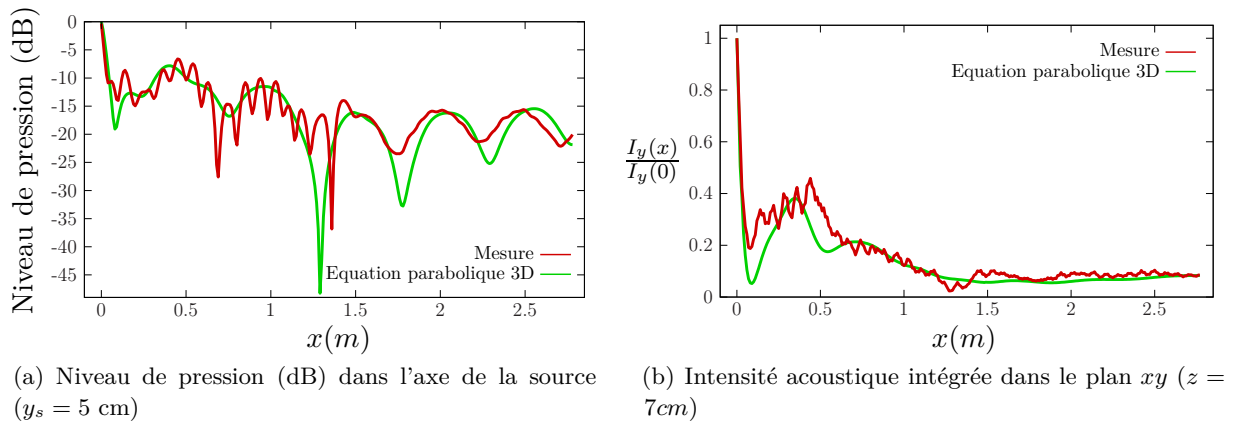 Niveau de pression (dB)
0
-5
-10
-15
-20
-25
-30
-35
-40
-45
Mesure
Equation parabolique 3D
0 0.5 1 1.5 2 2.5
x(m)
(a) Niveau de pression (dB) dans l'axe de la source
(y_s = 5 cm)
I_y(x)
I_y(0)
1
0.8
0.6
0.4
0.2
0
Mesure
Equation parabolique 3D
0 0.5 1 1.5 2 2.5
x(m)
(b) Intensité acoustique intégrée dans le plan xy (z =
7cm)